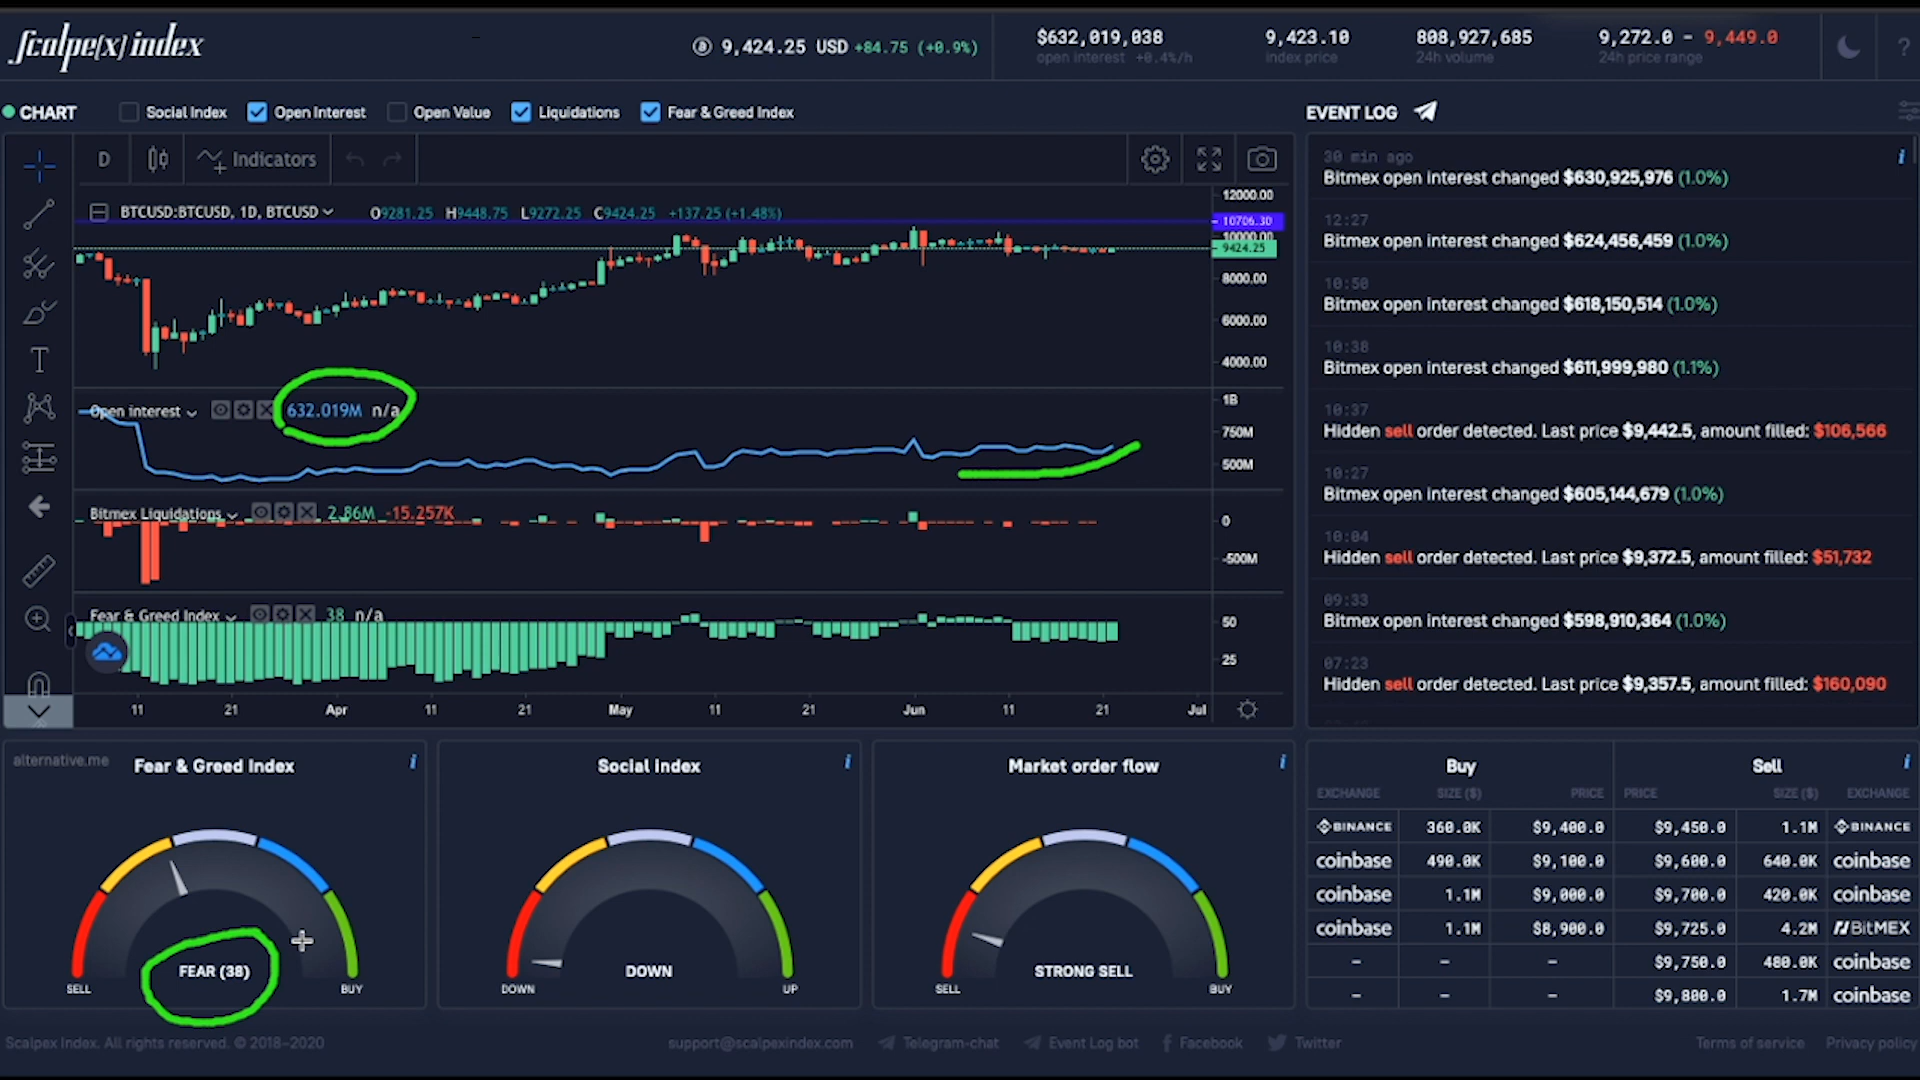 Scalpe(x) index
9,424.25 USD +84.75 (+0.9%)
$632,019,038
open interest +0.4%/h
9,423.10
index price
808,927,685
24h volume
9,272.0 - 9,449.0
24h price range
?
CHART
Social Index
Open Interest
Open Value
Liquidations
Fear & Greed Index
D
Indicators
BTCUSD:BTCUSD, 1D, BTCUSD
O9281.25 H9448.75 L9272.25 C9424.25 +137.25 (+1.48%)
12000.00
10706.30
10000.00
9424.25
8000.00
6000.00
4000.00
Open interest
632.019M n/a
1B
750M
500M
Bitmex Liquidations
2.86M -15.257K
0
-500M
Fear & Greed Index
38 n/a
50
25
11 21 Apr 11 21 May 11 21 Jun 11 21 Jul
EVENT LOG
30 min ago
Bitmex open interest changed $630,925,976 (1.0%)
12:27
Bitmex open interest changed $624,456,459 (1.0%)
10:50
Bitmex open interest changed $618,150,514 (1.0%)
10:38
Bitmex open interest changed $611,999,980 (1.1%)
10:37
Hidden sell order detected. Last price $9,442.5, amount filled: $106,566
10:27
Bitmex open interest changed $605,144,679 (1.0%)
10:04
Hidden sell order detected. Last price $9,372.5, amount filled: $51,732
09:33
Bitmex open interest changed $598,910,364 (1.0%)
07:23
Hidden sell order detected. Last price $9,357.5, amount filled: $160,090
alternative.me
Fear & Greed Index
FEAR (38)
SELL BUY
Social Index
DOWN
DOWN UP
Market order flow
STRONG SELL
SELL BUY
Buy Sell
EXCHANGE SIZE ($) PRICE PRICE SIZE ($) EXCHANGE
BINANCE 360.0K $9,400.0 $9,450.0 1.1M BINANCE
coinbase 490.0K $9,100.0 $9,600.0 640.0K coinbase
coinbase 1.1M $9,000.0 $9,700.0 420.0K coinbase
coinbase 1.1M $8,900.0 $9,725.0 4.2M BitMEX
– – – $9,750.0 480.0K coinbase
– – – $9,800.0 1.7M coinbase
Scalpex Index. All rights reserved. © 2018-2020
support@scalpexindex.com
Telegram-chat
Event Log bot
Facebook
Twitter
Terms of service
Privacy policy